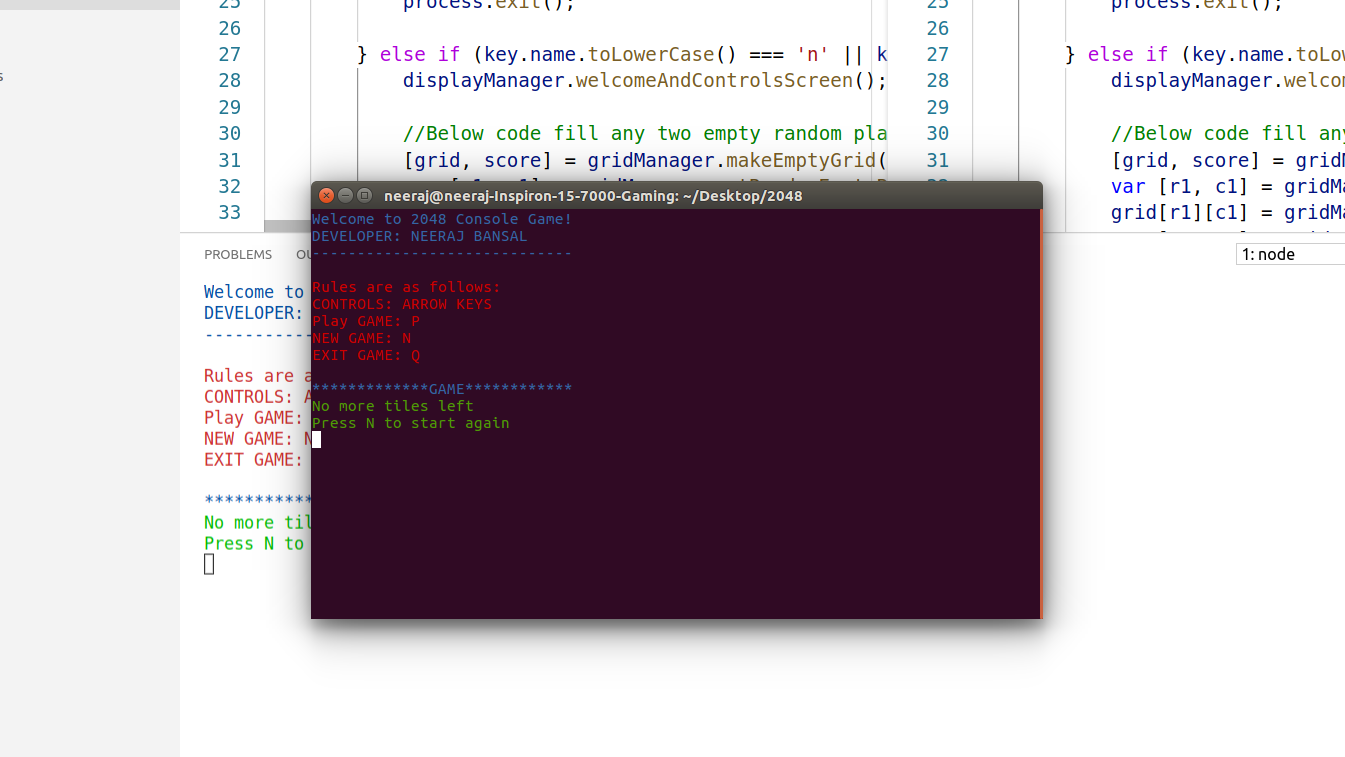 25 process.exit();
26
27 } else if (key.name.toLowerCase() === 'n' || k
28 displayManager.welcomeAndControlsScreen();
29
30 //Below code fill any two empty random pla
31 [grid, score] = gridManager.makeEmptyGrid(
32
33
25 process.exit();
26
27 } else if (key.name.toLow
28 displayManager.welcom
29
30 //Below code fill any
31 [grid, score] = gridM
var [r1, c1] = gridMa
33 grid[r1][c1] = gridMa
PROBLEMS OU
1: node
Welcome to
DEVELOPER:
-----------
Rules are a
CONTROLS: A
Play GAME:
NEW GAME: N
EXIT GAME:
***********
No more til
Press N to
neeraj@neeraj-Inspiron-15-7000-Gaming: ~/Desktop/2048
Welcome to 2048 Console Game!
DEVELOPER: NEERAJ BANSAL
-----------------------------
Rules are as follows:
CONTROLS: ARROW KEYS
Play GAME: P
NEW GAME: N
EXIT GAME: Q
*************GAME************
No more tiles left
Press N to start again